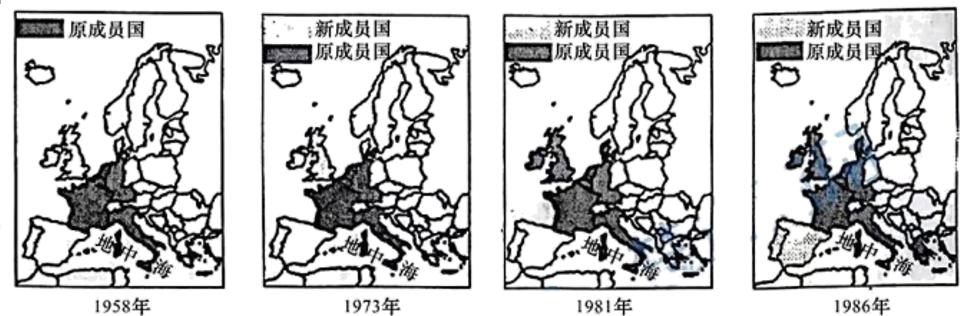 原成员国
地中海
1958年
新成员国
原成员国
地中海
1973年
新成员国
原成员国
地中海
1981年
新成员国
原成员国
地中海
1986年